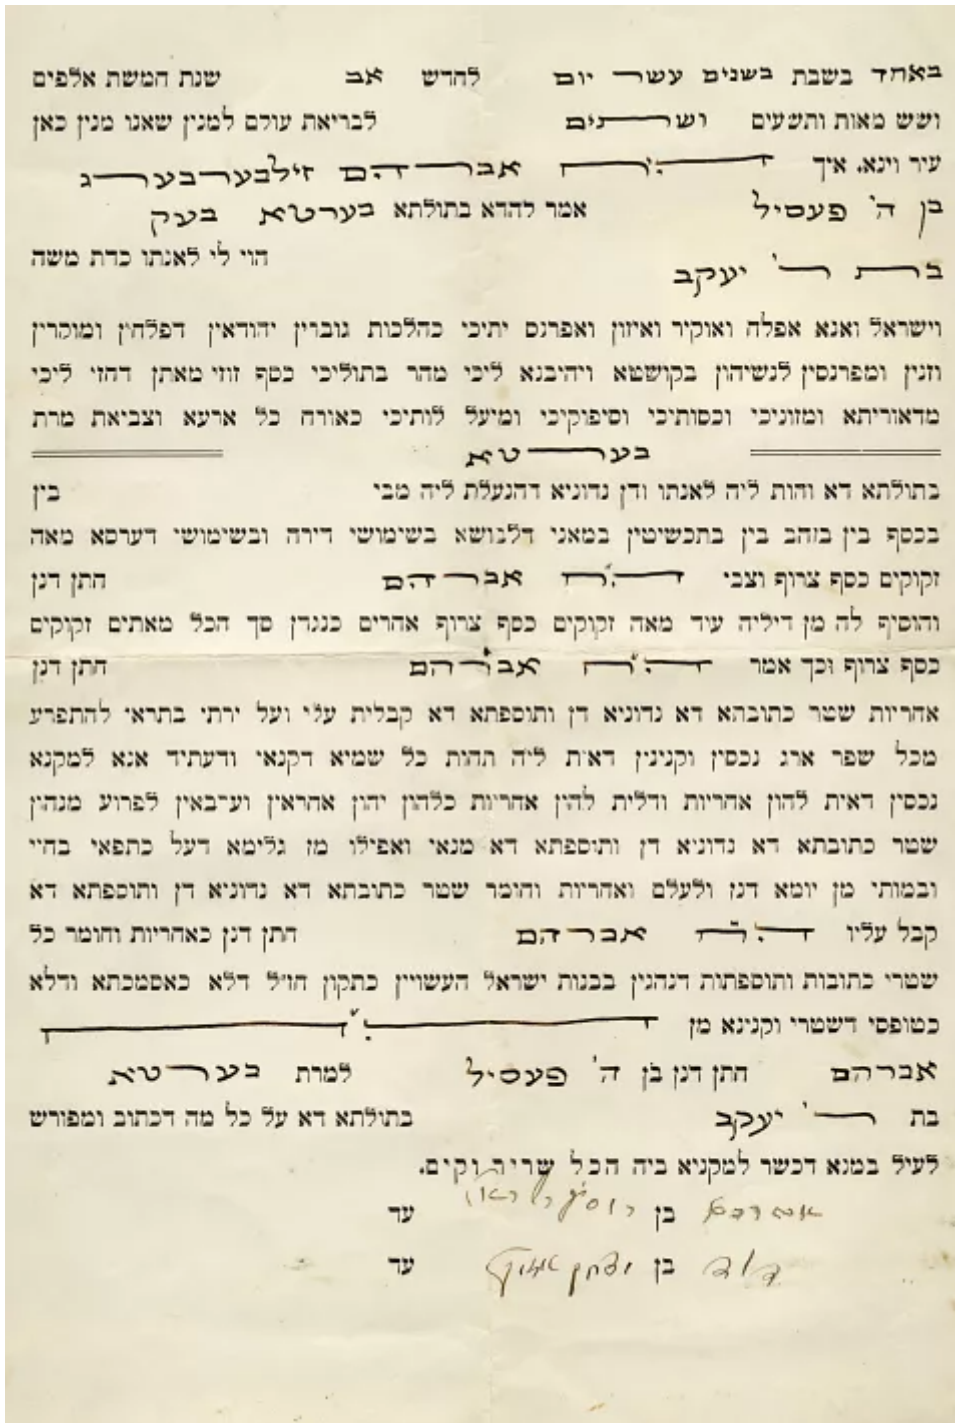 באחד בשבת בשנים עשר יום לחדש אב שנת חמשת אלפים
ושש מאות ותשעים ושתים לבריאת עולם למנין שאנו מנין כאן
עיר וינא. איך החתן אברהם זילבערבערג
בן ה' פעסיל אמר להדא בתולתא בערטא בעק
ברת ר' יעקב הוי לי לאנתו כדת משה
וישראל ואנא אפלח ואוקיר ואיזון ואפרנס יתיכי כהלכות גוברין יהודאין דפלחין ומוקרין
וזנין ומפרנסין לנשיהון בקושטא ויהיבנא ליכי מהר בתוליכי כסף זוזי מאתן דחזי ליכי
מדאוריתא ומזוניכי וכסותיכי וסיפוקיכי ומיעל לותיכי כאורח כל ארעא וצביאת מרת
בערטא
בתולתא דא והות ליה לאנתו ודן נדוניא דהנעלת ליה מבי בין
בכסף בין בזהב בין בתכשיטין במאני דלבושא בשימושי דירה ובשימושי דערסא מאה
זקוקים כסף צרוף וצבי אברהם חתן דנן
והוסיף לה מן דיליה עוד מאה זקוקים כסף צרוף אחרים כנגדן סך הכל מאתים זקוקים
כסף צרוף וכך אמר אברהם חתן דנן
אחריות שטר כתובתא דא נדוניא דן ותוספתא דא קבלית עלי ועל ירתי בתראי להתפרע
מכל שפר ארג נכסין וקנינין דאית ליה תהות כל שמיא דקנאי ודעתיד אנא למקנא
נכסין דאית להון אחריות ודלית להון אחריות כלהון יהון אחראין וערבאין לפרוע מנהון
שטר כתובתא דא נדוניא דן ותוספתא דא מנאי ואפילו מן גלימא דעל כתפאי בחיי
ובמותי מן יומא דנן ולעלם ואחריות וחומר שטר כתובתא דא נדוניא דן ותוספתא דא
קבל עליו אברהם חתן דנן כאחריות וחומר כל
שטרי כתובות ותוספתות דנהגין בבנות ישראל העשויין כתקון חז״ל דלא כאסמכתא ודלא
כטופסי דשטרי וקנינא מן
אברהם חתן דנן בן ה' פעסיל למרת בערטא
בת ר' יעקב בתולתא דא על כל מה דכתוב ומפורש
לעיל במנא דכשר למקניא ביה הכל שריר וקים.
בן עד
דוד בן עד